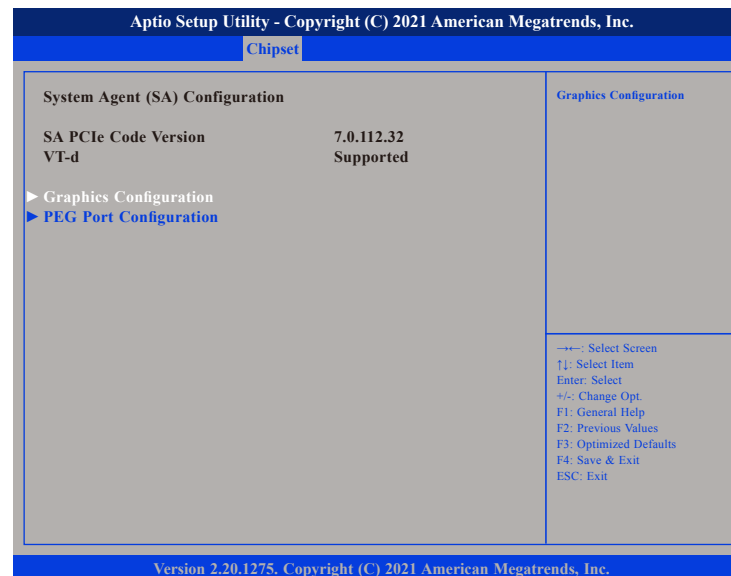 Aptio Setup Utility - Copyright (C) 2021 American Megatrends, Inc.
Chipset
System Agent (SA) Configuration
SA PCIe Code Version 7.0.112.32
VT-d Supported
► Graphics Configuration
► PEG Port Configuration
Graphics Configuration
→←: Select Screen
↑↓: Select Item
Enter: Select
+/-: Change Opt.
F1: General Help
F2: Previous Values
F3: Optimized Defaults
F4: Save & Exit
ESC: Exit
Version 2.20.1275. Copyright (C) 2021 American Megatrends, Inc.